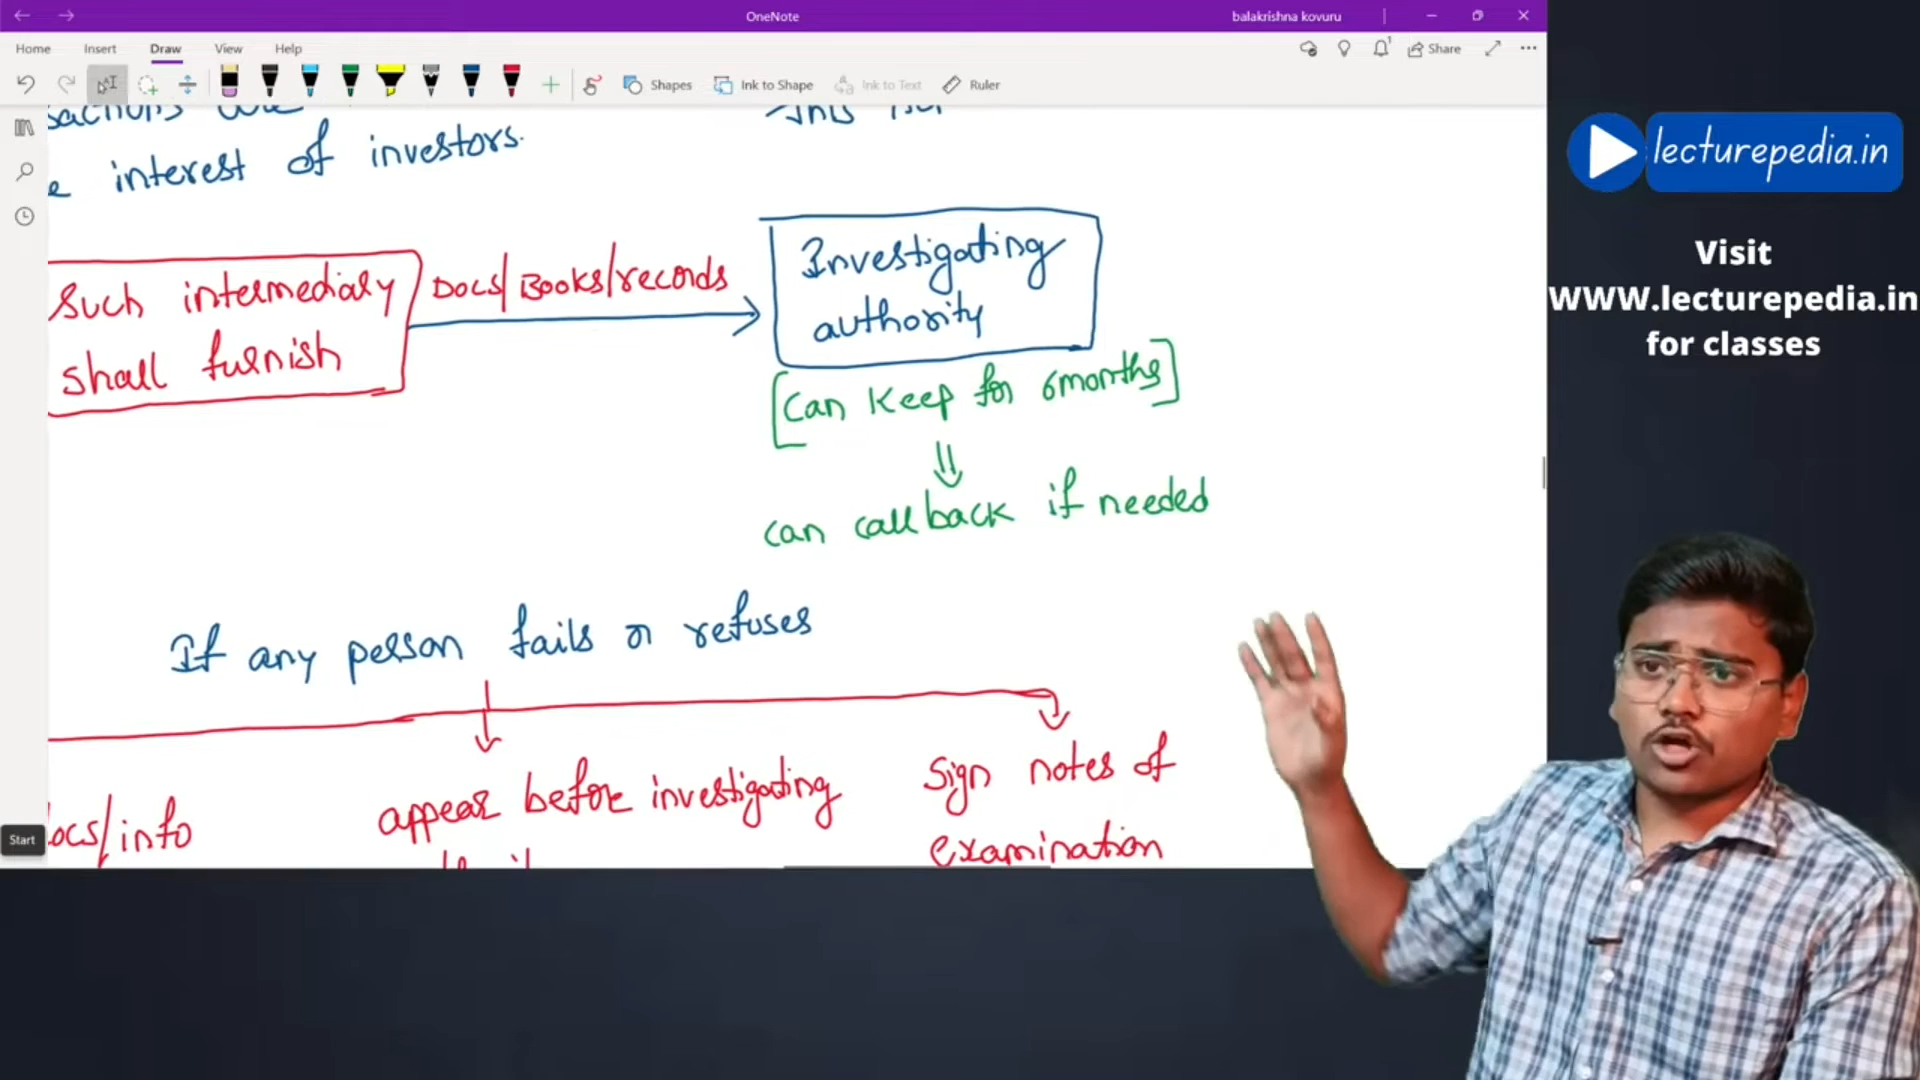 OneNote
balakrishna kovuru
Home Insert Draw View Help
1
Share
Shapes Ink to Shape Ink to Text Ruler
This
interest of investors.
Such intermediary
shall furnish
Docs/Books/records
Investigating
authority
[can keep for 6months]
can call back if needed
If any person fails or refuses
docs/info
appear before investigating
Sign notes of
examination
Start
lecturepedia.in
Visit
WWW.lecturepedia.in
for classes